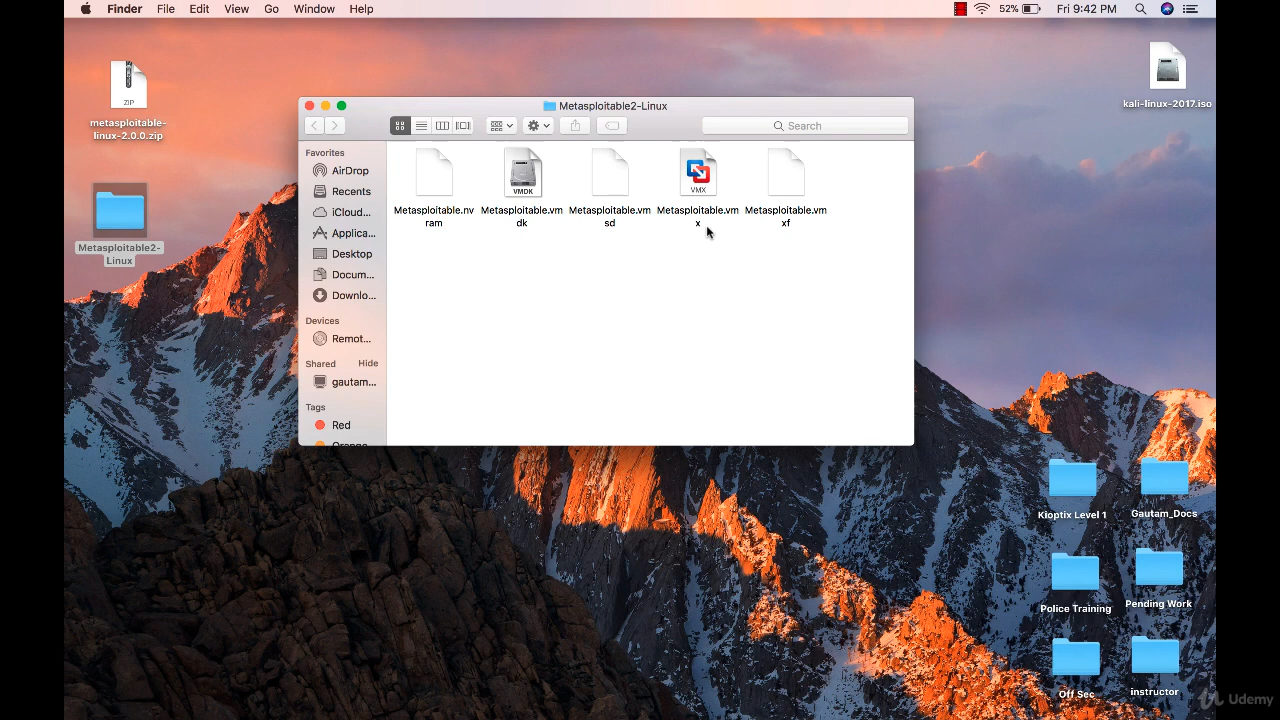 Finder File Edit View Go Window Help 52% Fri 9:42 PM
ZIP
metasploitable-
linux-2.0.0.zip
Metasploitable2-
Linux
Metasploitable2-Linux
Search
Favorites
AirDrop
Recents
iCloud...
Applica...
Desktop
Docum...
Downlo...
Devices
Remot...
Shared Hide
gautam...
Tags
Red
Orange
Metasploitable.nv
ram
VMDK
Metasploitable.vm
dk
Metasploitable.vm
sd
VMX
Metasploitable.vm
x
Metasploitable.vm
xf
kali-linux-2017.iso
Kioptix Level 1
Gautam_Docs
Police Training
Pending Work
Off Sec
instructor
Udemy